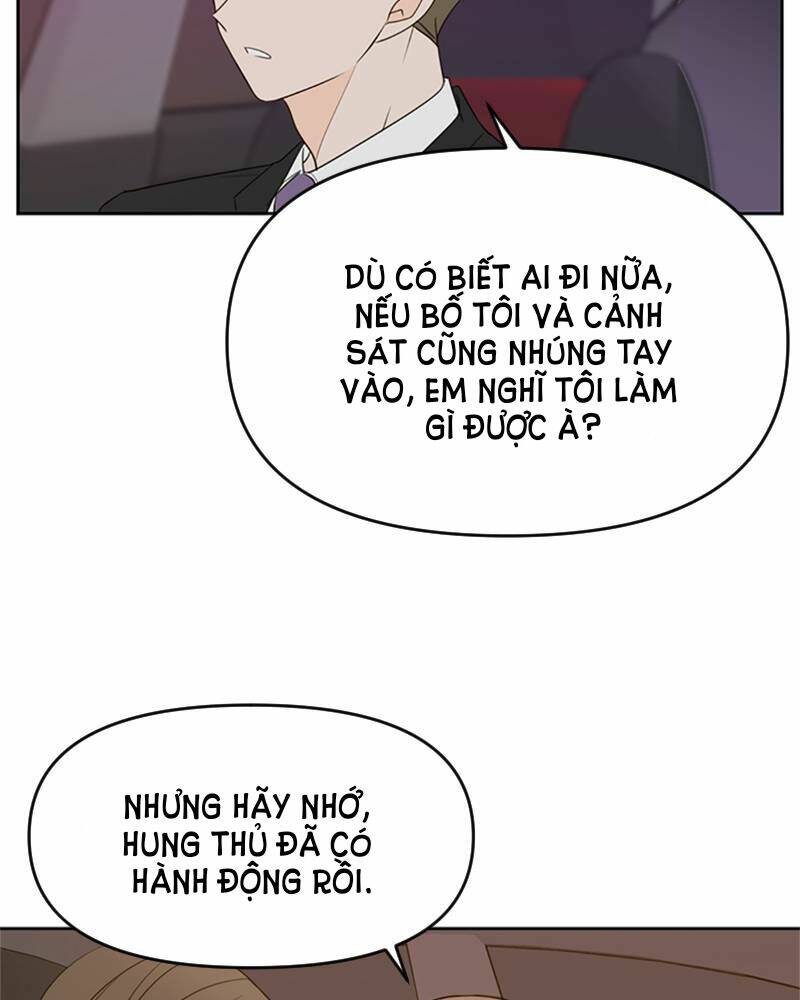 DÙ CÓ BIẾT AI ĐI NỮA,
NẾU BỐ TÔI VÀ CẢNH
SÁT CŨNG NHÚNG TAY
VÀO, EM NGHĨ TÔI LÀM
GÌ ĐƯỢC À?
NHƯNG HÃY NHỚ,
HUNG THỦ ĐÃ CÓ
HÀNH ĐỘNG RỒI.